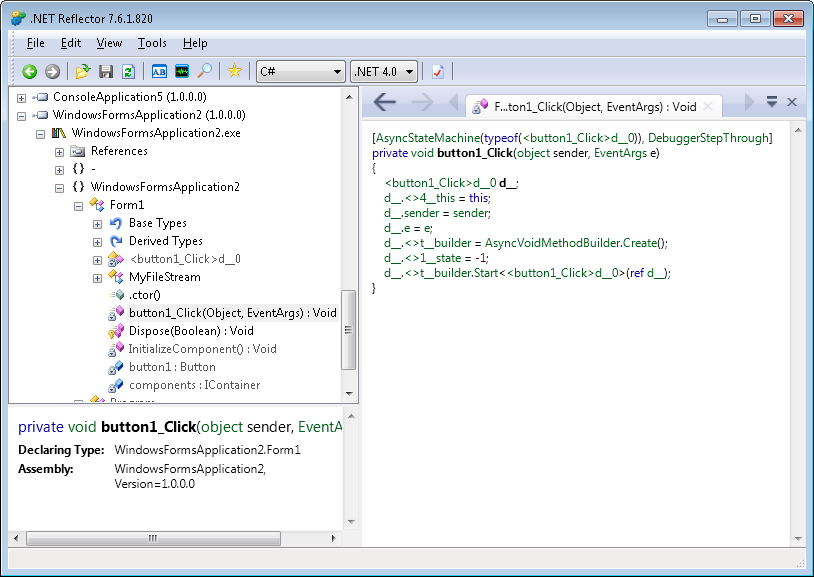 .NET Reflector 7.6.1.820
File Edit View Tools Help
C# .NET 4.0
ConsoleApplication5 (1.0.0.0)
WindowsFormsApplication2 (1.0.0.0)
WindowsFormsApplication2.exe
References
{ } -
{ } WindowsFormsApplication2
Form1
Base Types
Derived Types
<button1_Click>d__0
MyFileStream
.ctor()
button1_Click(Object, EventArgs) : Void
Dispose(Boolean) : Void
InitializeComponent() : Void
button1 : Button
components : IContainer
Program
private void button1_Click(object sender, EventA
Declaring Type: WindowsFormsApplication2.Form1
Assembly: WindowsFormsApplication2,
Version=1.0.0.0
F...ton1_Click(Object, EventArgs) : Void
[AsyncStateMachine(typeof(<button1_Click>d__0)), DebuggerStepThrough]
private void button1_Click(object sender, EventArgs e)
{
<button1_Click>d__0 d__;
d__.<>4__this = this;
d__.sender = sender;
d__.e = e;
d__.<>t__builder = AsyncVoidMethodBuilder.Create();
d__.<>1__state = -1;
d__.<>t__builder.Start<<button1_Click>d__0>(ref d__);
}